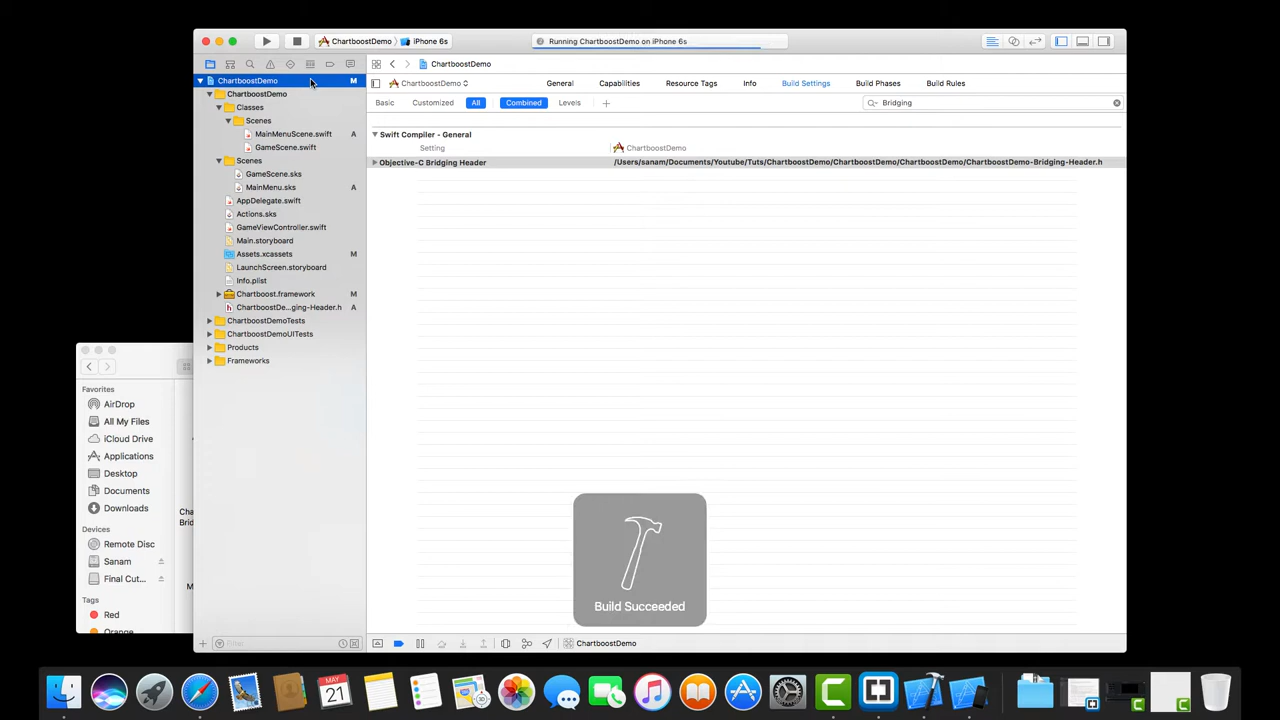 ChartboostDemo
iPhone 6s
Running ChartboostDemo on iPhone 6s
ChartboostDemo M
ChartboostDemo
ChartboostDemo
ChartboostDemo
General
Capabilities
Resource Tags
Info
Build Settings
Build Phases
Build Rules
Basic
Customized
All
Combined
Levels
Bridging
Classes
Scenes
MainMenuScene.swift A
GameScene.swift
Scenes
GameScene.sks
MainMenu.sks A
AppDelegate.swift
Actions.sks
GameViewController.swift
Main.storyboard
Assets.xcassets M
LaunchScreen.storyboard
Info.plist
Chartboost.framework M
ChartboostDe...ging-Header.h A
ChartboostDemoTests
ChartboostDemoUITests
Products
Frameworks
Filter
Swift Compiler - General
Setting
ChartboostDemo
Objective-C Bridging Header
/Users/sanam/Documents/Youtube/Tuts/ChartboostDemo/ChartboostDemo/ChartboostDemo/ChartboostDemo-Bridging-Header.h
Build Succeeded
ChartboostDemo
Favorites
AirDrop
All My Files
iCloud Drive
Applications
Desktop
Documents
Downloads
Devices
Remote Disc
Sanam
Final Cut...
Tags
Red
Orange
Cha
Brid
M
MAY
21